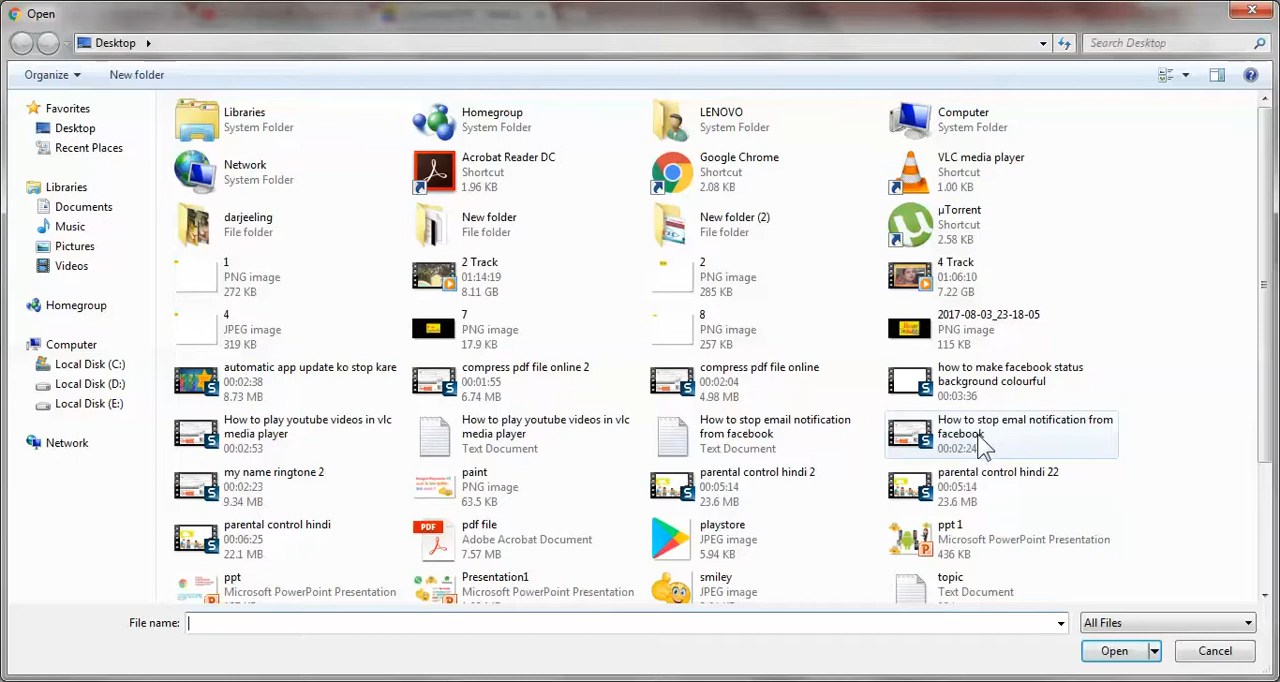 Open
Desktop
Search Desktop
Organize
New folder
Favorites
Desktop
Recent Places
Libraries
Documents
Music
Pictures
Videos
Homegroup
Computer
Local Disk (C:)
Local Disk (D:)
Local Disk (E:)
Network
Libraries
System Folder
Homegroup
System Folder
LENOVO
System Folder
Computer
System Folder
Network
System Folder
Acrobat Reader DC
Shortcut
1.96 KB
Google Chrome
Shortcut
2.08 KB
VLC media player
Shortcut
1.00 KB
darjeeling
File folder
New folder
File folder
New folder (2)
File folder
µTorrent
Shortcut
2.58 KB
1
PNG image
272 KB
2 Track
01:14:19
8.11 GB
2
PNG image
285 KB
4 Track
01:06:10
7.22 GB
4
JPEG image
319 KB
7
PNG image
17.9 KB
8
PNG image
257 KB
2017-08-03_23-18-05
PNG image
115 KB
automatic app update ko stop kare
00:02:38
8.73 MB
compress pdf file online 2
00:01:55
6.74 MB
compress pdf file online
00:02:04
4.98 MB
how to make facebook status
background colourful
00:03:36
How to play youtube videos in vlc
media player
00:02:53
How to play youtube videos in vlc
media player
Text Document
How to stop email notification
from facebook
Text Document
How to stop emal notification from
facebook
00:02:24
my name ringtone 2
00:02:23
9.34 MB
paint
PNG image
63.5 KB
parental control hindi 2
00:05:14
23.6 MB
parental control hindi 22
00:05:14
23.6 MB
parental control hindi
00:06:25
22.1 MB
PDF
pdf file
Adobe Acrobat Document
7.57 MB
playstore
JPEG image
5.94 KB
ppt 1
Microsoft PowerPoint Presentation
436 KB
ppt
Microsoft PowerPoint Presentation
Presentation1
Microsoft PowerPoint Presentation
smiley
JPEG image
topic
Text Document
File name:
All Files
Open
Cancel